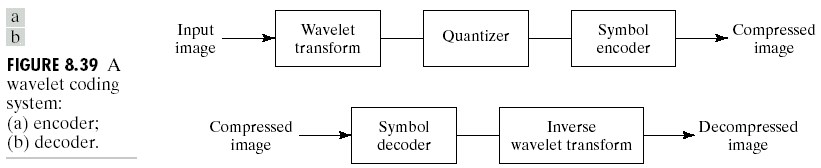 a
b
FIGURE 8.39 A
wavelet coding
system:
(a) encoder;
(b) decoder.
Input
image
Wavelet
transform
Quantizer
Symbol
encoder
Compressed
image
Compressed
image
Symbol
decoder
Inverse
wavelet transform
Decompressed
image